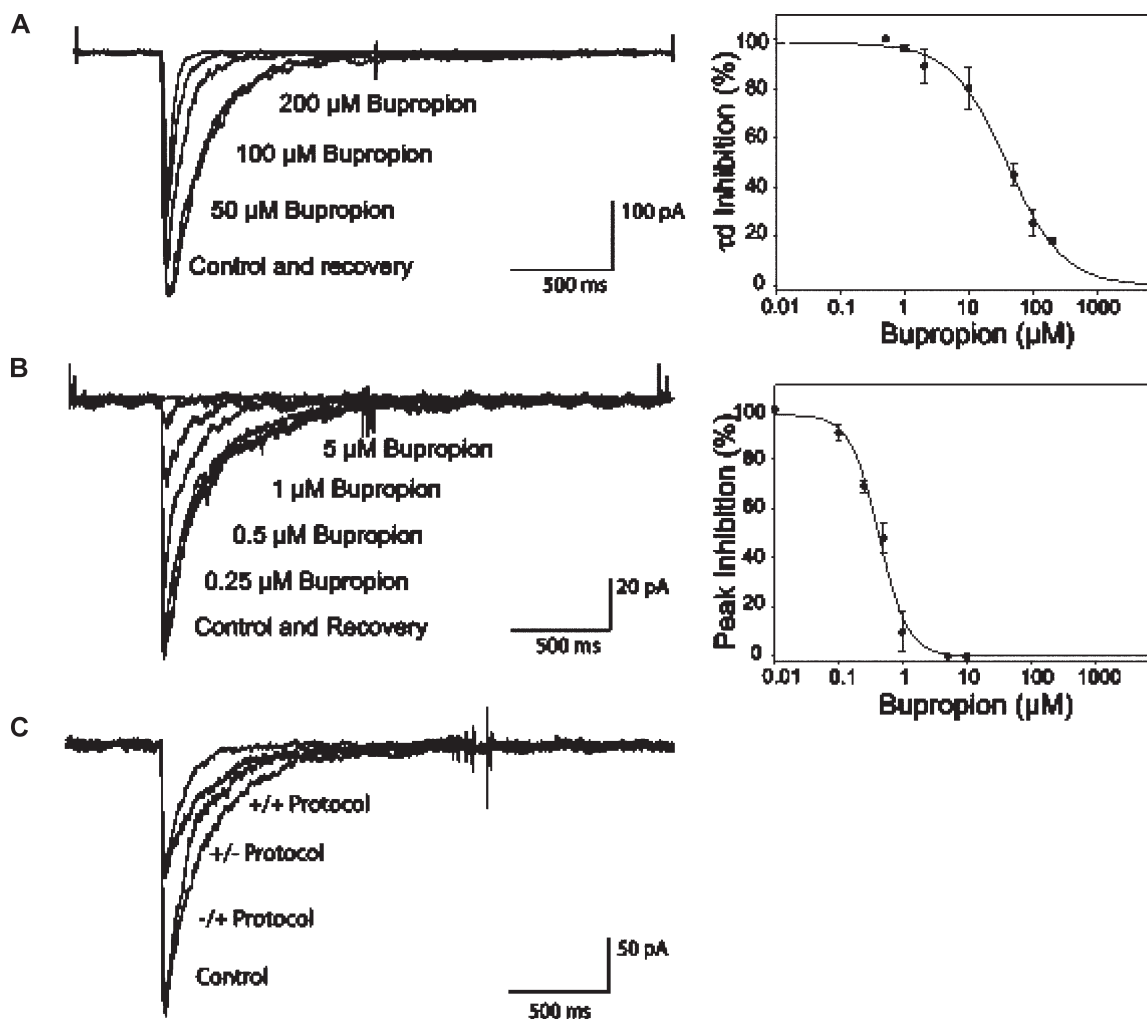 A
200 µM Bupropion
100 µM Bupropion
50 µM Bupropion
Control and recovery
100 pA
500 ms
τd Inhibition (%)
100
80
60
40
20
0
0.01 0.1 1 10 100 1000
Bupropion (µM)
B
5 µM Bupropion
1 µM Bupropion
0.5 µM Bupropion
0.25 µM Bupropion
Control and Recovery
20 pA
500 ms
Peak Inhibition (%)
100
80
60
40
20
0
0.01 0.1 1 10 100 1000
Bupropion (µM)
C
+/+ Protocol
+/- Protocol
-/+ Protocol
Control
50 pA
500 ms